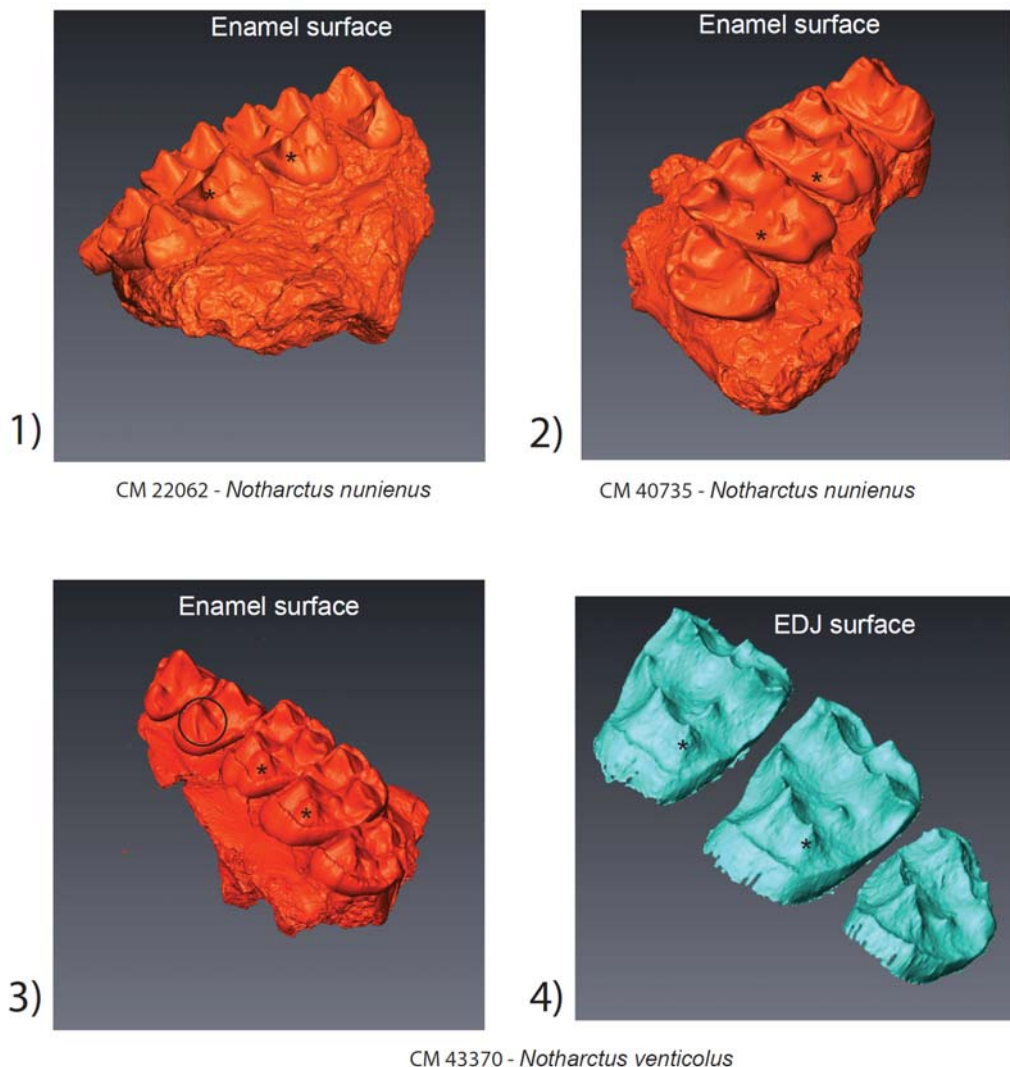 Enamel surface
*
*
1)
CM 22062 - Notharctus nunienus
Enamel surface
*
*
2)
CM 40735 - Notharctus nunienus
Enamel surface
*
*
3)
EDJ surface
*
*
4)
CM 43370 - Notharctus venticolus